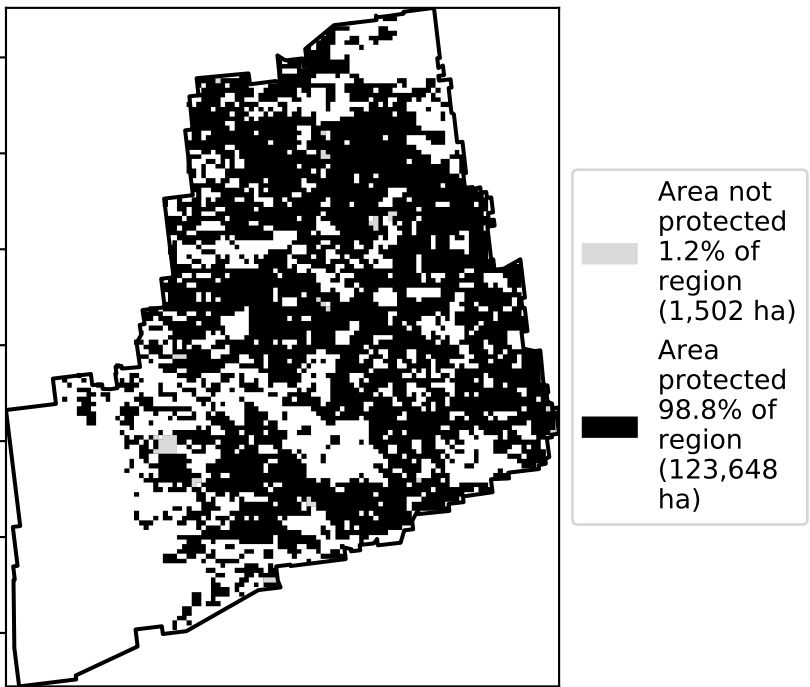 Area not
protected
1.2% of
region
(1,502 ha)
Area
protected
98.8% of
region
(123,648
ha)